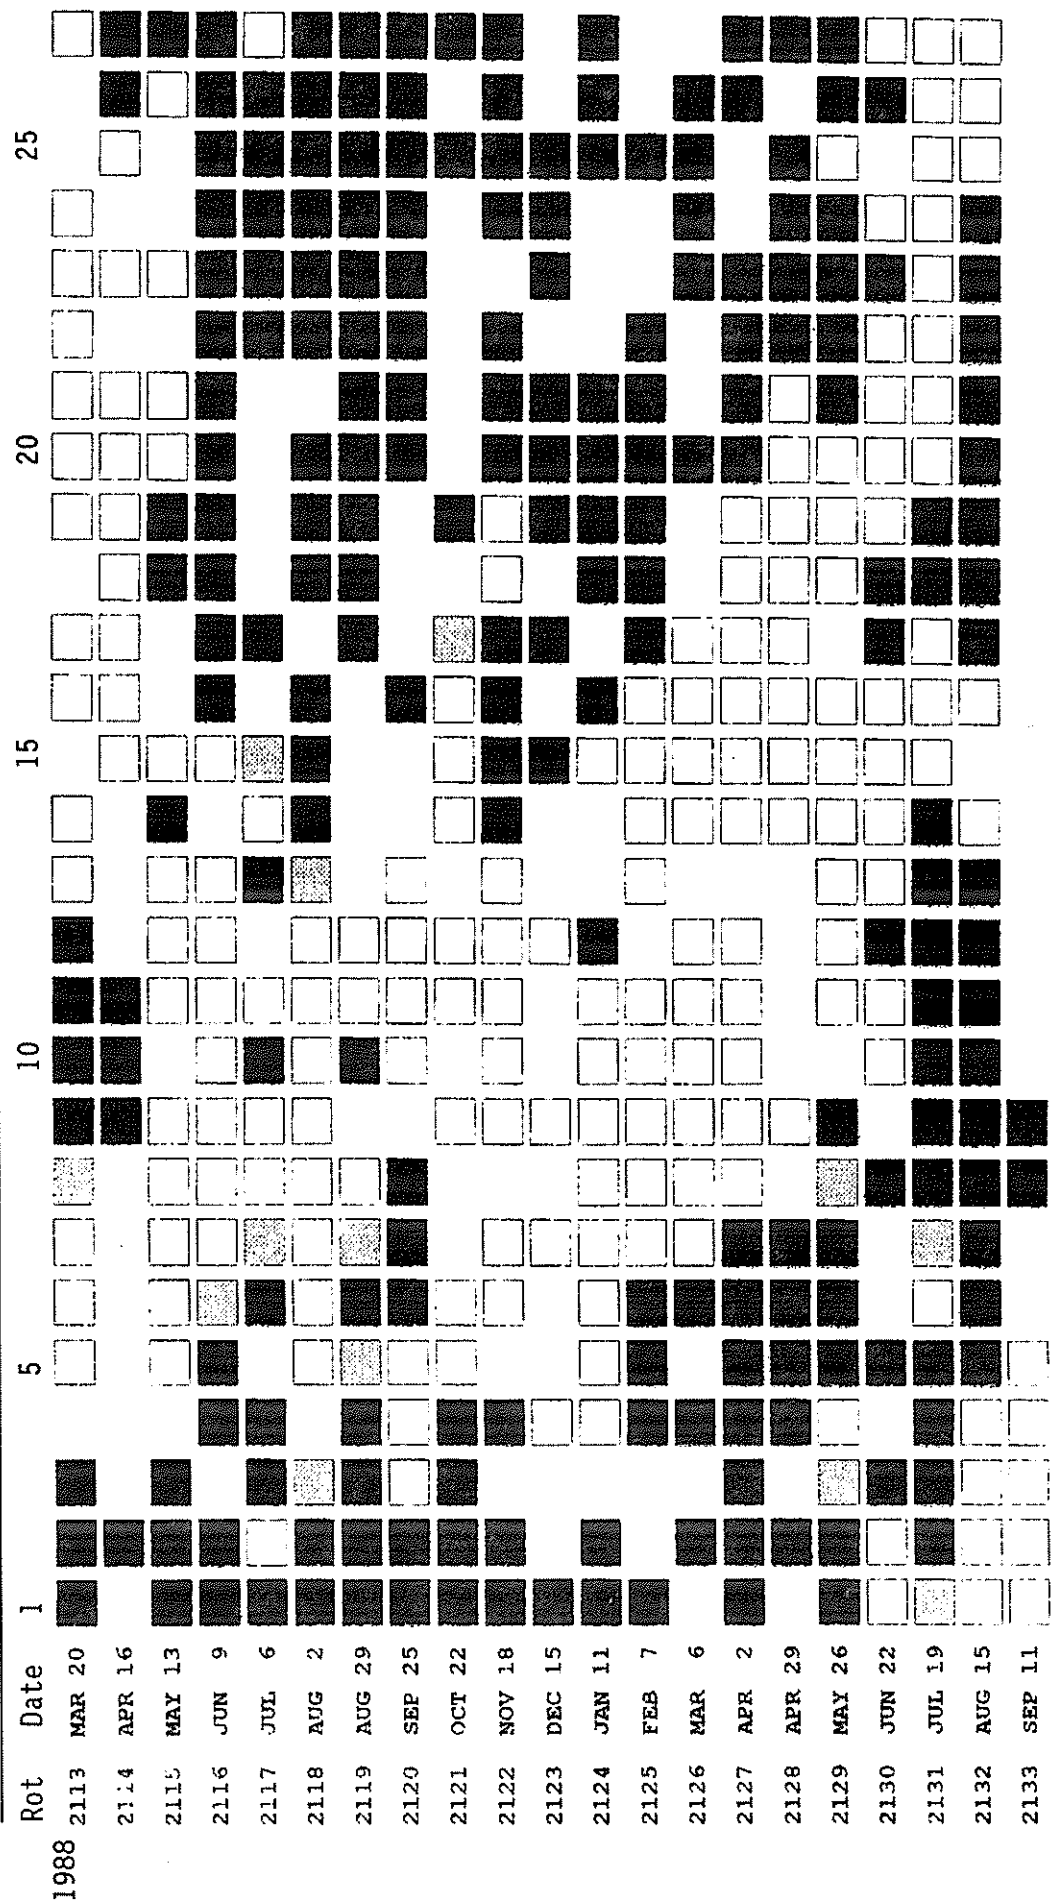 Rot Date 1 5 10 15 20 25
1988
2113 MAR 20
2114 APR 16
2115 MAY 13
2116 JUN 9
2117 JUL 6
2118 AUG 2
2119 AUG 29
2120 SEP 25
2121 OCT 22
2122 NOV 18
2123 DEC 15
2124 JAN 11
2125 FEB 7
2126 MAR 6
2127 APR 2
2128 APR 29
2129 MAY 26
2130 JUN 22
2131 JUL 19
2132 AUG 15
2133 SEP 11